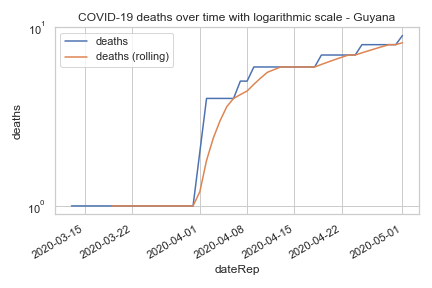 COVID-19 deaths over time with logarithmic scale - Guyana
10¹
deaths
deaths (rolling)
deaths
10⁰
2020-03-15
2020-03-22
2020-04-01
2020-04-08
2020-04-15
2020-04-22
2020-05-01
dateRep